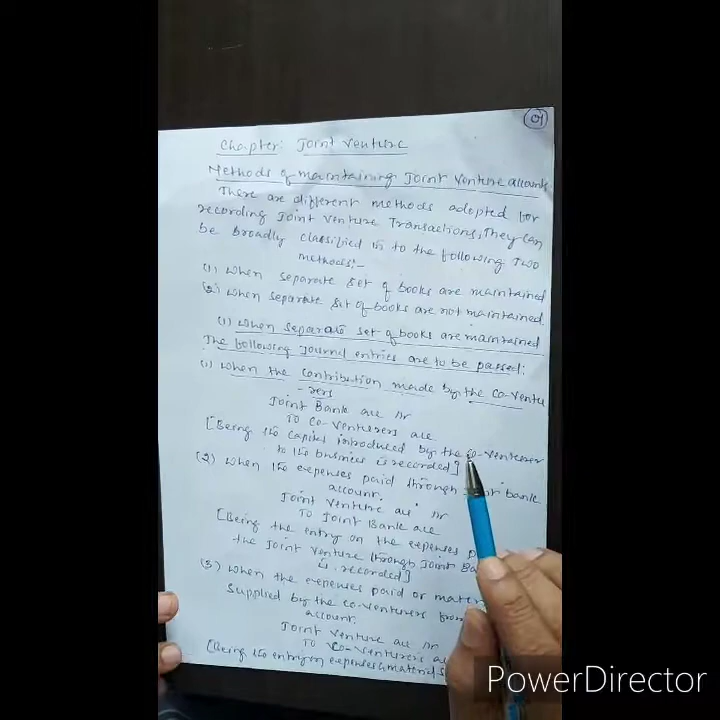 01
Chapter: Joint Venture
Methods of maintaining Joint Venture accounts
There are different methods adopted for
recording Joint Venture Transactions, They can
be broadly classified in to the following Two
methods:-
(1) when separate set of books are maintained
(2) when separate set of books are not maintained.
(1) when separate set of books are maintained
The following Journal entries are to be passed:
(1) when the contribution made by the co-ventu
-rers
Joint Bank a/c Dr
To Co-venturers a/c
[Being the capital introduced by the co-venturer
to the business is recorded]
(2) when the expenses paid through bank
account.
Joint Venture a/c Dr
To Joint Bank a/c
[Being the entry on the expenses
the Joint Venture through Joint
is recorded]
(3) when the expenses paid or
supplied by the co-venturers
account.
Joint Venture a/c Dr
To Co-venturers
[Being the entry on expenses &
PowerDirector